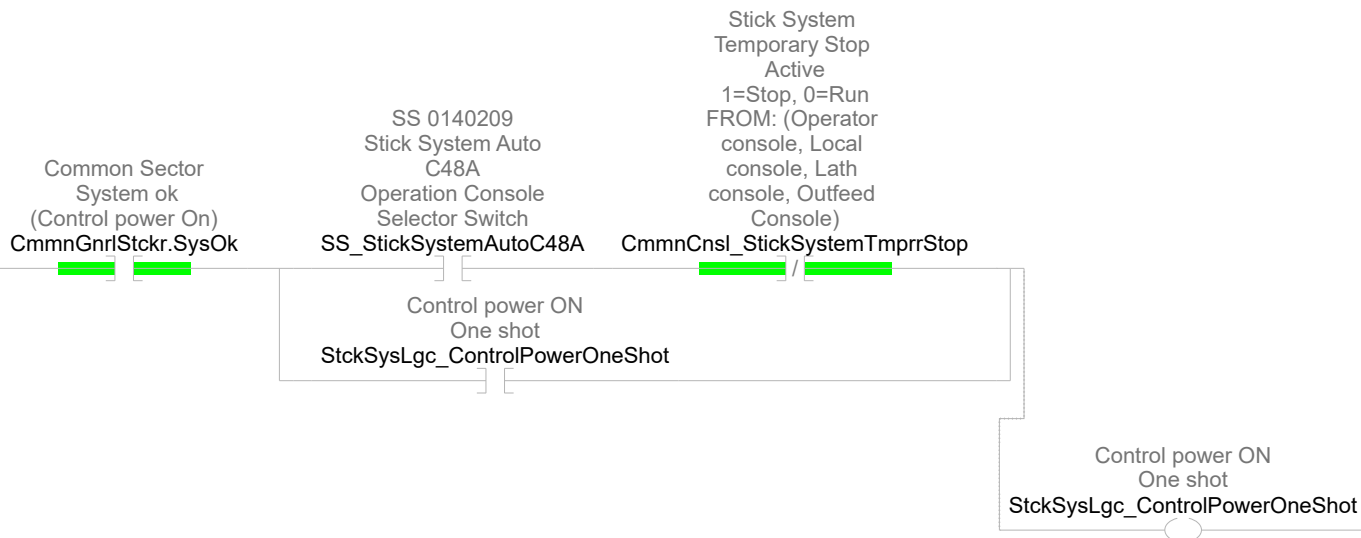 Stick System
Temporary Stop
Active
1=Stop, 0=Run
FROM: (Operator
console, Local
console, Lath
console, Outfeed
Console)
CmmnCnsl_StickSystemTmprrStop
SS 0140209
Stick System Auto
C48A
Operation Console
Selector Switch
SS_StickSystemAutoC48A
Common Sector
System ok
(Control power On)
CmmnGnrlStckr.SysOk
/
Control power ON
One shot
StckSysLgc_ControlPowerOneShot
Control power ON
One shot
StckSysLgc_ControlPowerOneShot